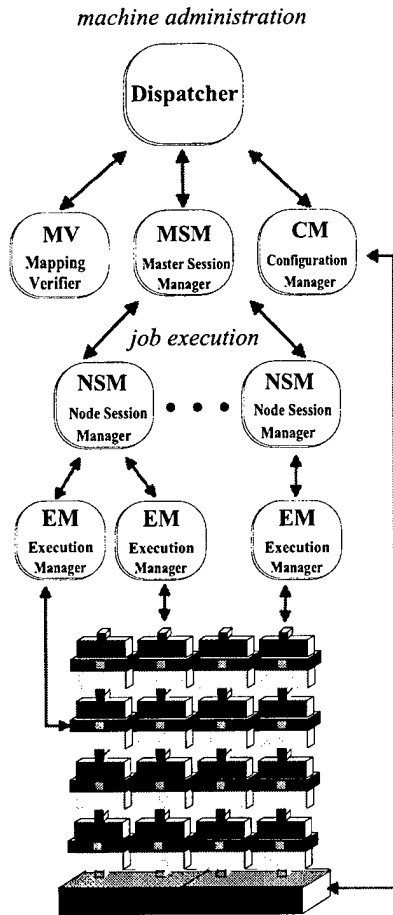 machine administration
Dispatcher
MV
Mapping
Verifier
MSM
Master Session
Manager
CM
Configuration
Manager
job execution
NSM
Node Session
Manager
NSM
Node Session
Manager
EM
Execution
Manager
EM
Execution
Manager
EM
Execution
Manager